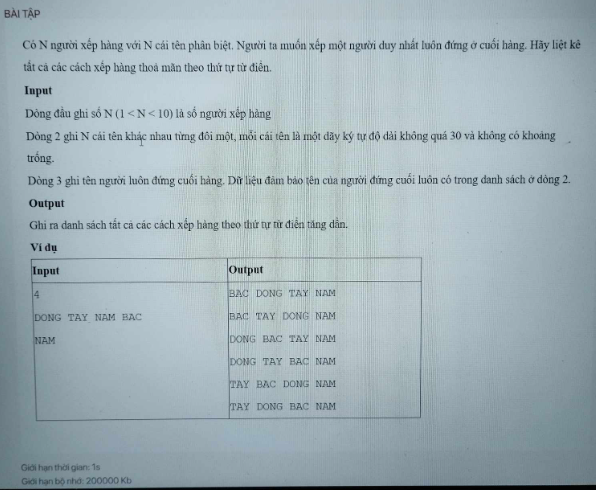 BÀI TẬP
Có N người xếp hàng với N cái tên phân biệt. Người ta muốn xếp một người duy nhất luôn đứng ở cuối hàng. Hãy liệt kê
tất cả các cách xếp hàng thoả mãn theo thứ tự từ điển.
Input
Dòng đầu ghi số N (1 < N < 10) là số người xếp hàng
Dòng 2 ghi N cái tên khác nhau từng đôi một, mỗi cái tên là một dãy ký tự độ dài không quá 30 và không có khoảng
trống.
Dòng 3 ghi tên người luôn đứng cuối hàng. Dữ liệu đảm bảo tên của người đứng cuối luôn có trong danh sách ở dòng 2.
Output
Ghi ra danh sách tất cả các cách xếp hàng theo thứ tự từ điển tăng dần.
Ví dụ
Input Output
4 BAC DONG TAY NAM
DONG TAY NAM BAC BAC TAY DONG NAM
NAM DONG BAC TAY NAM
DONG TAY BAC NAM
TAY BAC DONG NAM
TAY DONG BAC NAM
Giới hạn thời gian: 1s
Giới hạn bộ nhớ: 200000 Kb